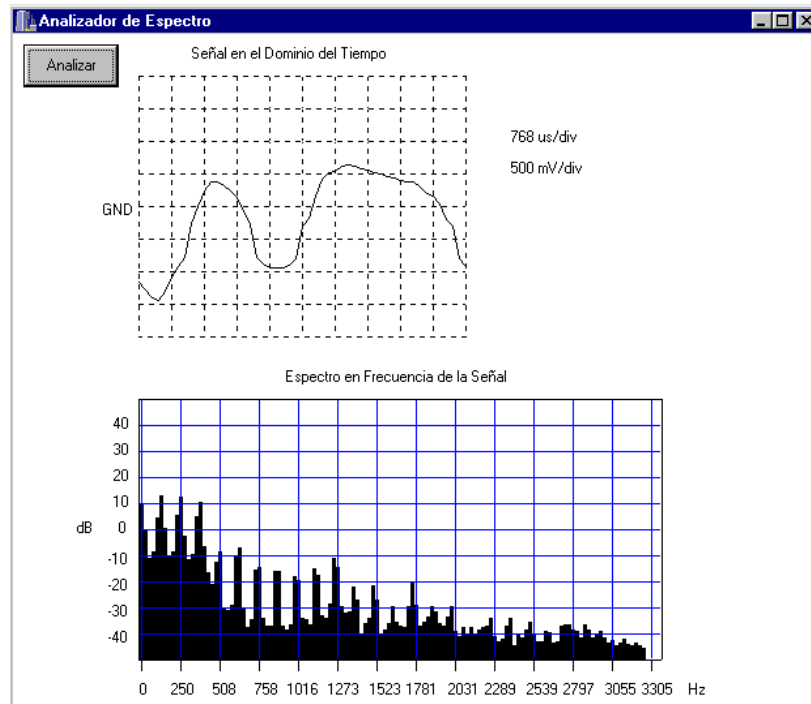 Analizador de Espectro
Analizar
Señal en el Dominio del Tiempo
768 us/div
500 mV/div
GND
Espectro en Frecuencia de la Señal
40
30
20
10
dB 0
-10
-20
-30
-40
0 250 508 758 1016 1273 1523 1781 2031 2289 2539 2797 3055 3305 Hz